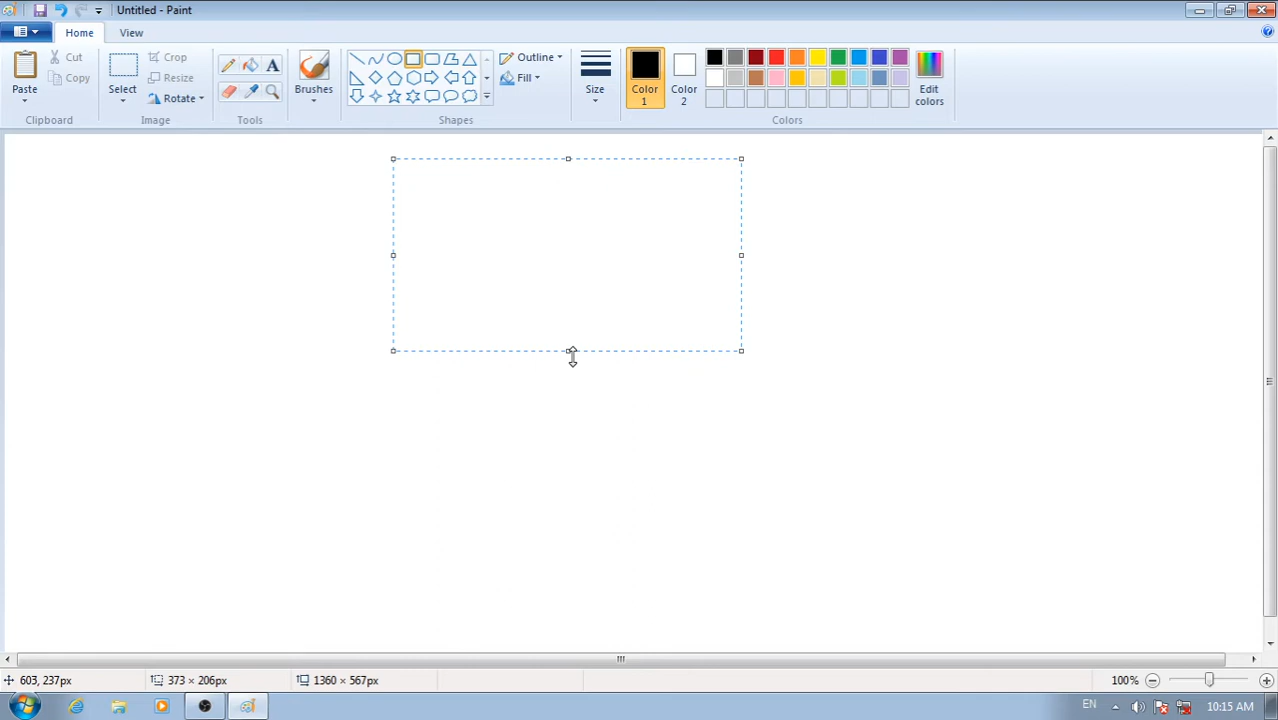 Untitled - Paint
Home View
Paste Cut Copy
Clipboard
Select Crop Resize Rotate
Image
A
Tools
Brushes
Outline Fill
Shapes
Size
Color 1
Color 2
Edit colors
Colors
603, 237px 373 × 206px 1360 × 567px 100%
EN 10:15 AM